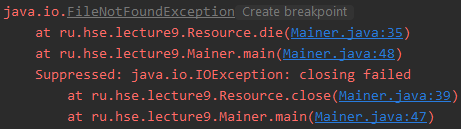 java.io.FileNotFoundException Create breakpoint
at ru.hse.lecture9.Resource.die(Mainer.java:35)
at ru.hse.lecture9.Mainer.main(Mainer.java:48)
Suppressed: java.io.IOException: closing failed
at ru.hse.lecture9.Resource.close(Mainer.java:39)
at ru.hse.lecture9.Mainer.main(Mainer.java:47)